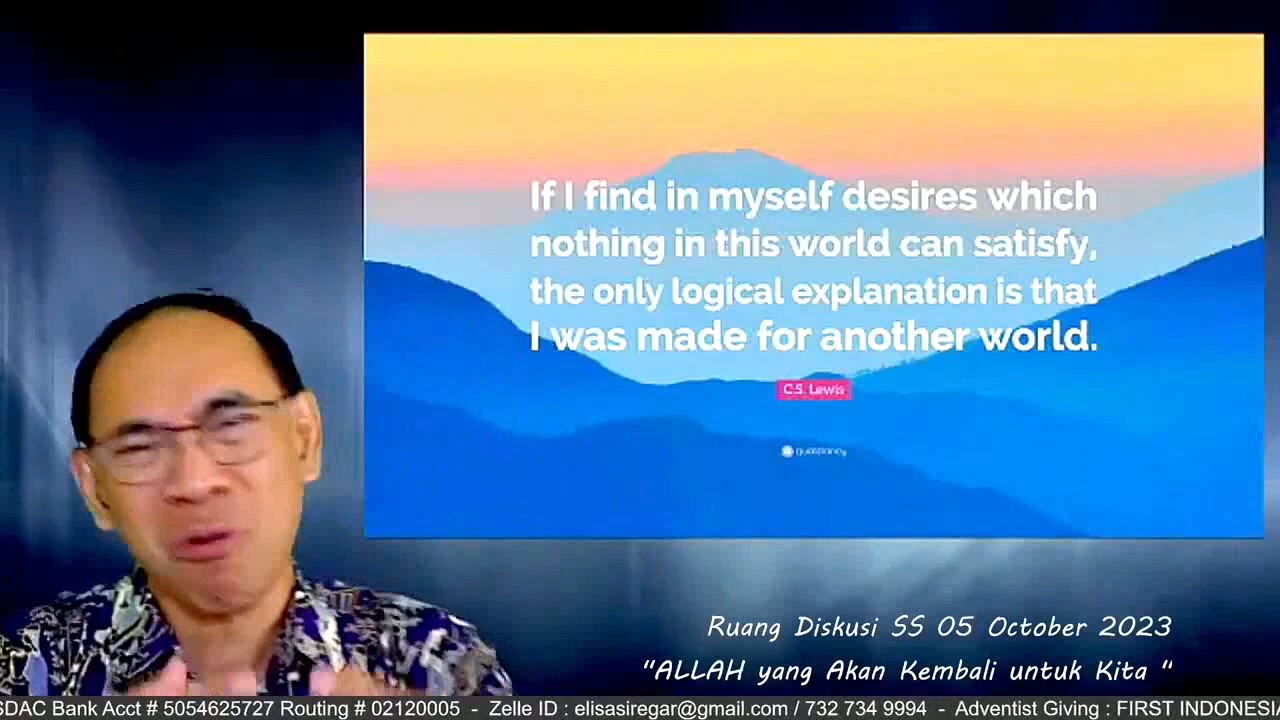 If I find in myself desires which
nothing in this world can satisfy,
the only logical explanation is that
I was made for another world.
C.S. Lewis
quotefancy
Ruang Diskusi SS 05 October 2023
"ALLAH yang Akan Kembali untuk Kita "
SDAC Bank Acct # 5054625727 Routing # 02120005 - Zelle ID : elisasiregar@gmail.com / 732 734 9994 - Adventist Giving : FIRST INDONESIA